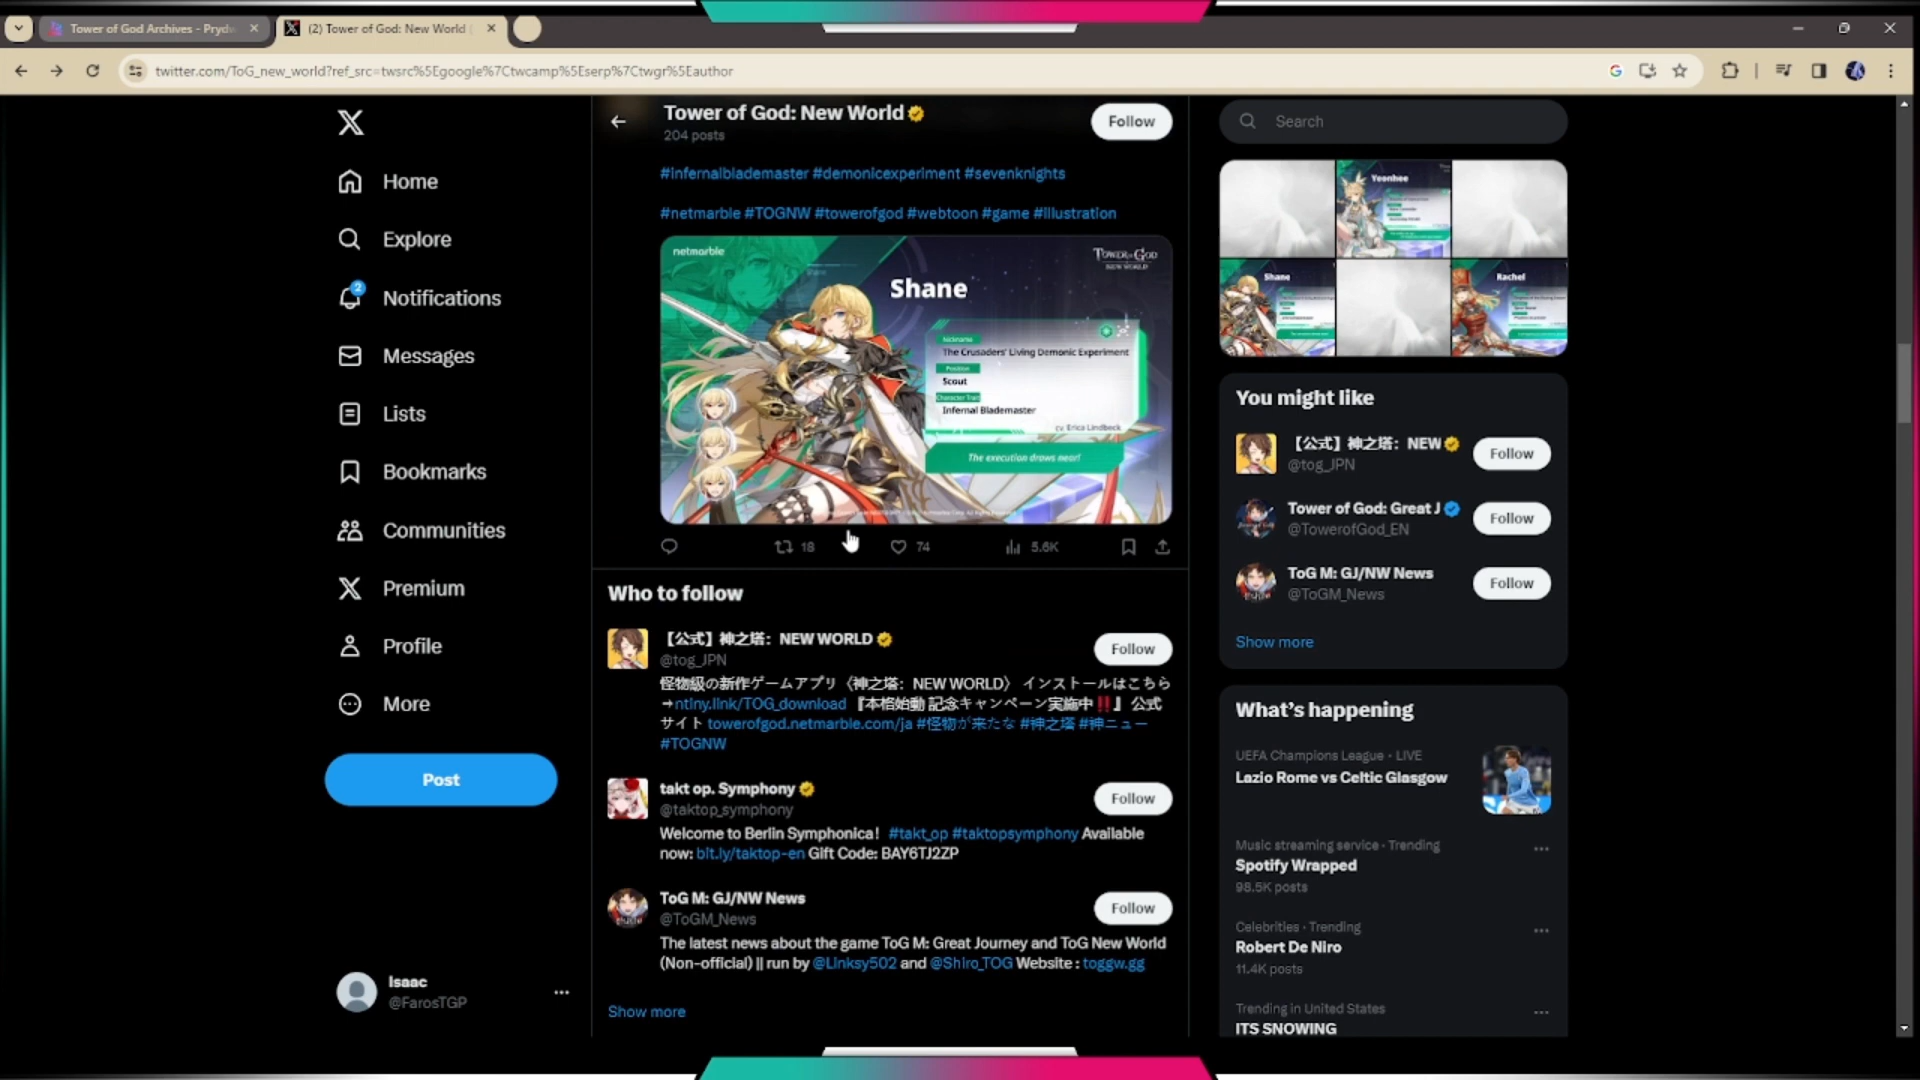 Tower of God Archives - Pryd
(2) Tower of God: New World
twitter.com/ToG_new_world?ref_src=twsrc%5Egoogle%7Ctwcamp%5Eserp%7Ctwgr%5Eauthor
Home
Explore
2
Notifications
Messages
Lists
Bookmarks
Communities
Premium
Profile
More
Post
Isaac
@FarosTGP
Tower of God: New World
204 posts
Follow
#infernalblademaster #demonicexperiment #sevenknights
#netmarble #TOGNW #towerofgod #webtoon #game #illustration
netmarble
TOWER of GOD
NEW WORLD
Shane
Nickname
The Crusaders' Living Demonic Experiment
Position
Scout
Character Trait
Infernal Blademaster
CV. Erica Lindbeck
The execution draws near!
18
74
5.6K
Who to follow
【公式】神之塔：NEW WORLD
@tog_JPN
Follow
怪物級の新作ゲームアプリ〈神之塔：NEW WORLD〉 インストールはこちら
→ntiny.link/TOG_download 『本格始動 記念キャンペーン実施中‼』公式
サイト towerofgod.netmarble.com/ja #怪物が来たな #神之塔 #神ニュー
#TOGNW
takt op. Symphony
@taktop_symphony
Follow
Welcome to Berlin Symphonica! #takt_op #taktopsymphony Available
now: bit.ly/taktop-en Gift Code: BAY6TJ2ZP
ToG M: GJ/NW News
@ToGM_News
Follow
The latest news about the game ToG M: Great Journey and ToG New World
(Non-official) || run by @Linksy502 and @Shiro_TOG Website : toggw.gg
Show more
Search
Yeonhee
Shane
Rachel
You might like
【公式】神之塔：NEW
@tog_JPN
Follow
Tower of God: Great J
@TowerofGod_EN
Follow
ToG M: GJ/NW News
@ToGM_News
Follow
Show more
What's happening
UEFA Champions League · LIVE
Lazio Rome vs Celtic Glasgow
Music streaming service · Trending
Spotify Wrapped
98.5K posts
Celebrities · Trending
Robert De Niro
11.4K posts
Trending in United States
ITS SNOWING